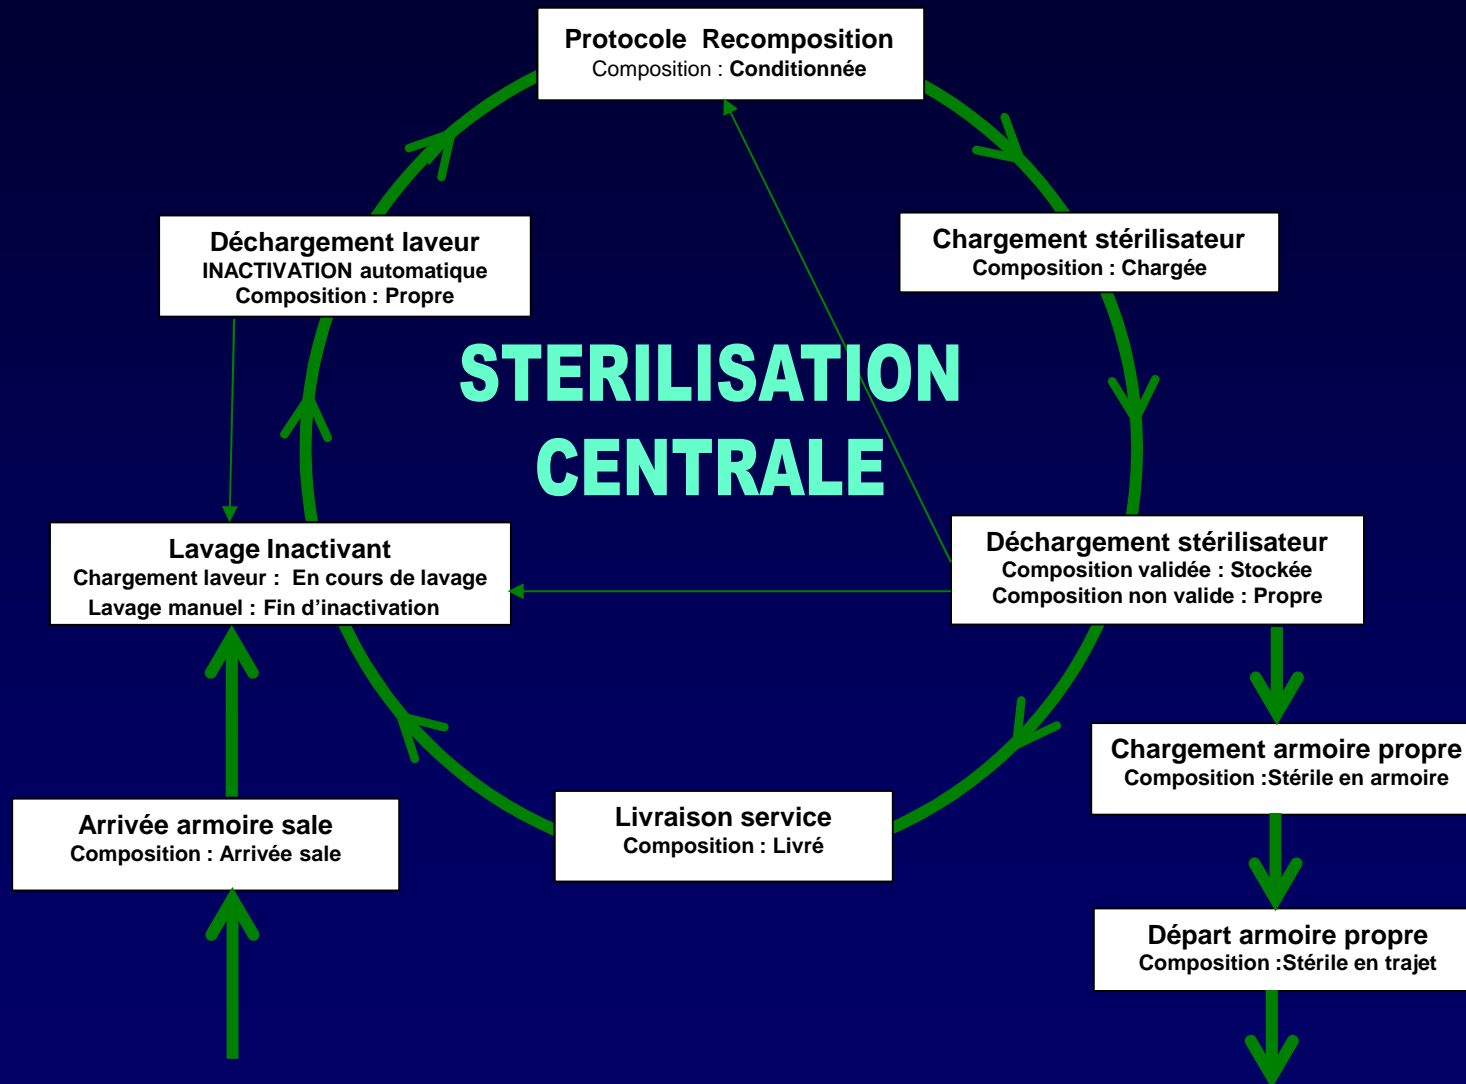 Protocole Recomposition
Composition : Conditionnée
Déchargement laveur
INACTIVATION automatique
Composition : Propre
Chargement stérilisateur
Composition : Chargée
STERILISATION
CENTRALE
Lavage Inactivant
Chargement laveur : En cours de lavage
Lavage manuel : Fin d'inactivation
Déchargement stérilisateur
Composition validée : Stockée
Composition non valide : Propre
Chargement armoire propre
Composition :Stérile en armoire
Arrivée armoire sale
Composition : Arrivée sale
Livraison service
Composition : Livré
Départ armoire propre
Composition :Stérile en trajet